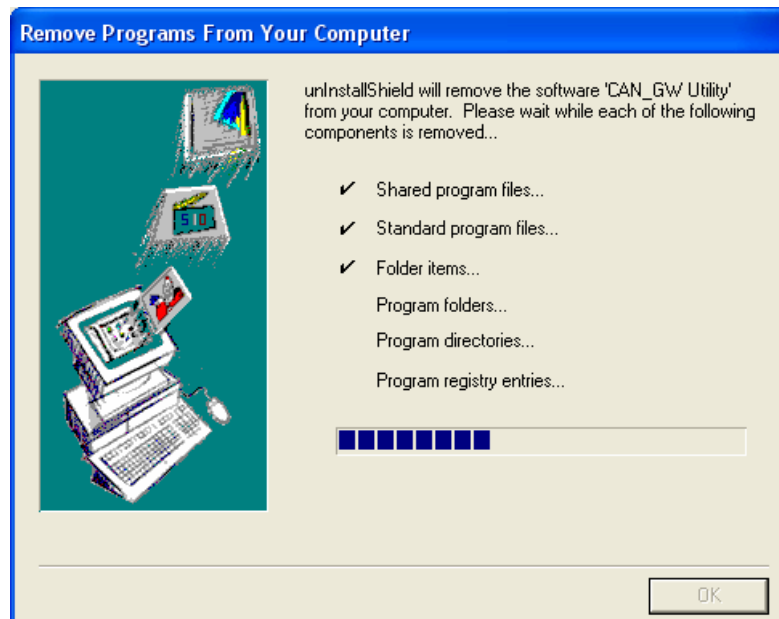 Remove Programs From Your Computer
unInstallShield will remove the software 'CAN_GW Utility'
from your computer.  Please wait while each of the following
components is removed...
✔ Shared program files...
✔ Standard program files...
✔ Folder items...
Program folders...
Program directories...
Program registry entries...
OK